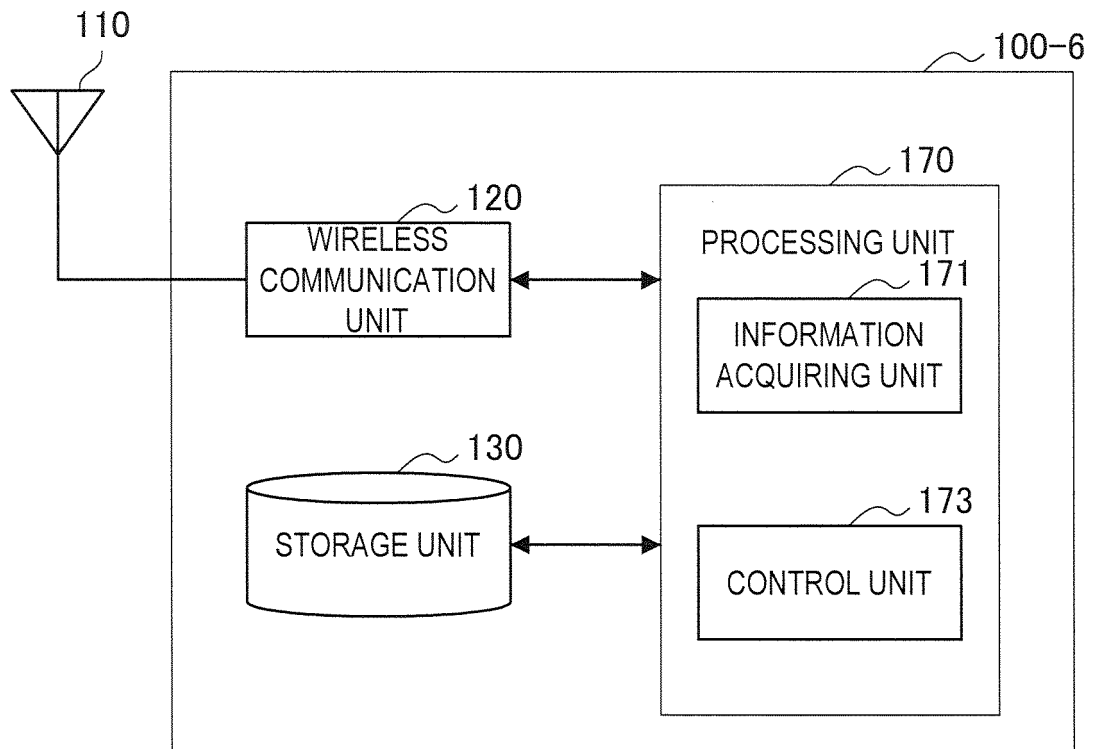 110
100-6
170
120
WIRELESS
COMMUNICATION
UNIT
PROCESSING UNIT
171
INFORMATION
ACQUIRING UNIT
130
STORAGE UNIT
173
CONTROL UNIT